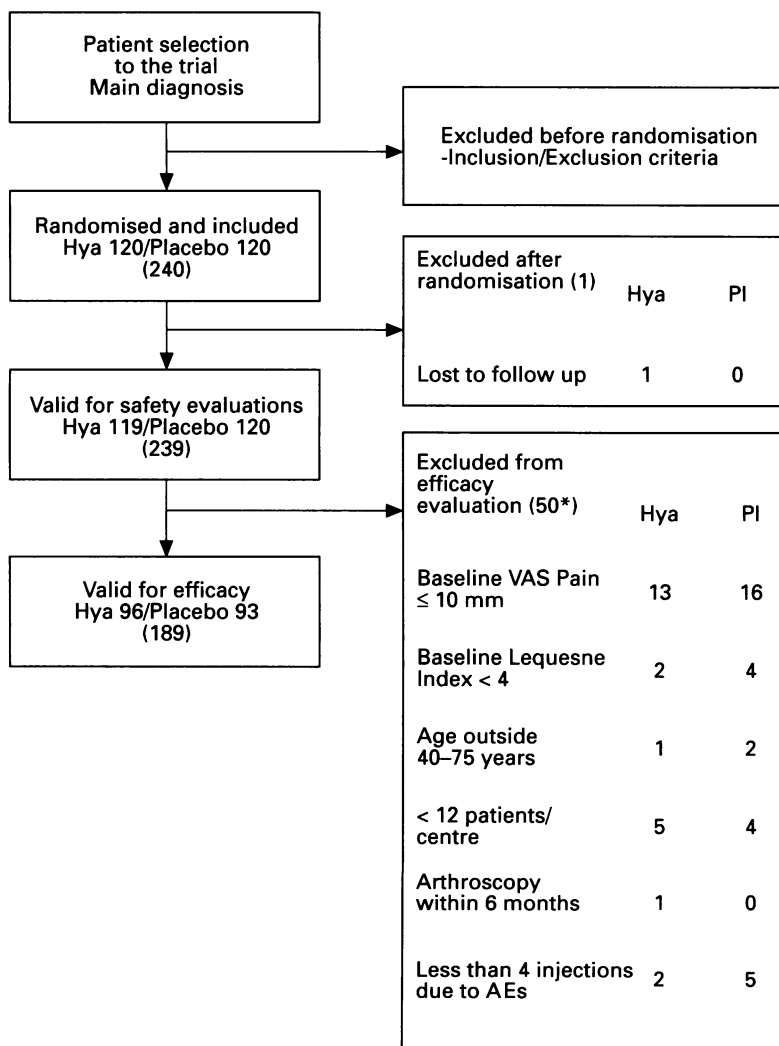 Patient selection
to the trial
Main diagnosis
Excluded before randomisation
-Inclusion/Exclusion criteria
Randomised and included
Hya 120/Placebo 120
(240)
Excluded after
randomisation (1) Hya Pl
Lost to follow up 1 0
Valid for safety evaluations
Hya 119/Placebo 120
(239)
Excluded from
efficacy
evaluation (50*) Hya Pl
Baseline VAS Pain
≤ 10 mm 13 16
Baseline Lequesne
Index < 4 2 4
Age outside
40–75 years 1 2
< 12 patients/
centre 5 4
Arthroscopy
within 6 months 1 0
Less than 4 injections
due to AEs 2 5
Valid for efficacy
Hya 96/Placebo 93
(189)